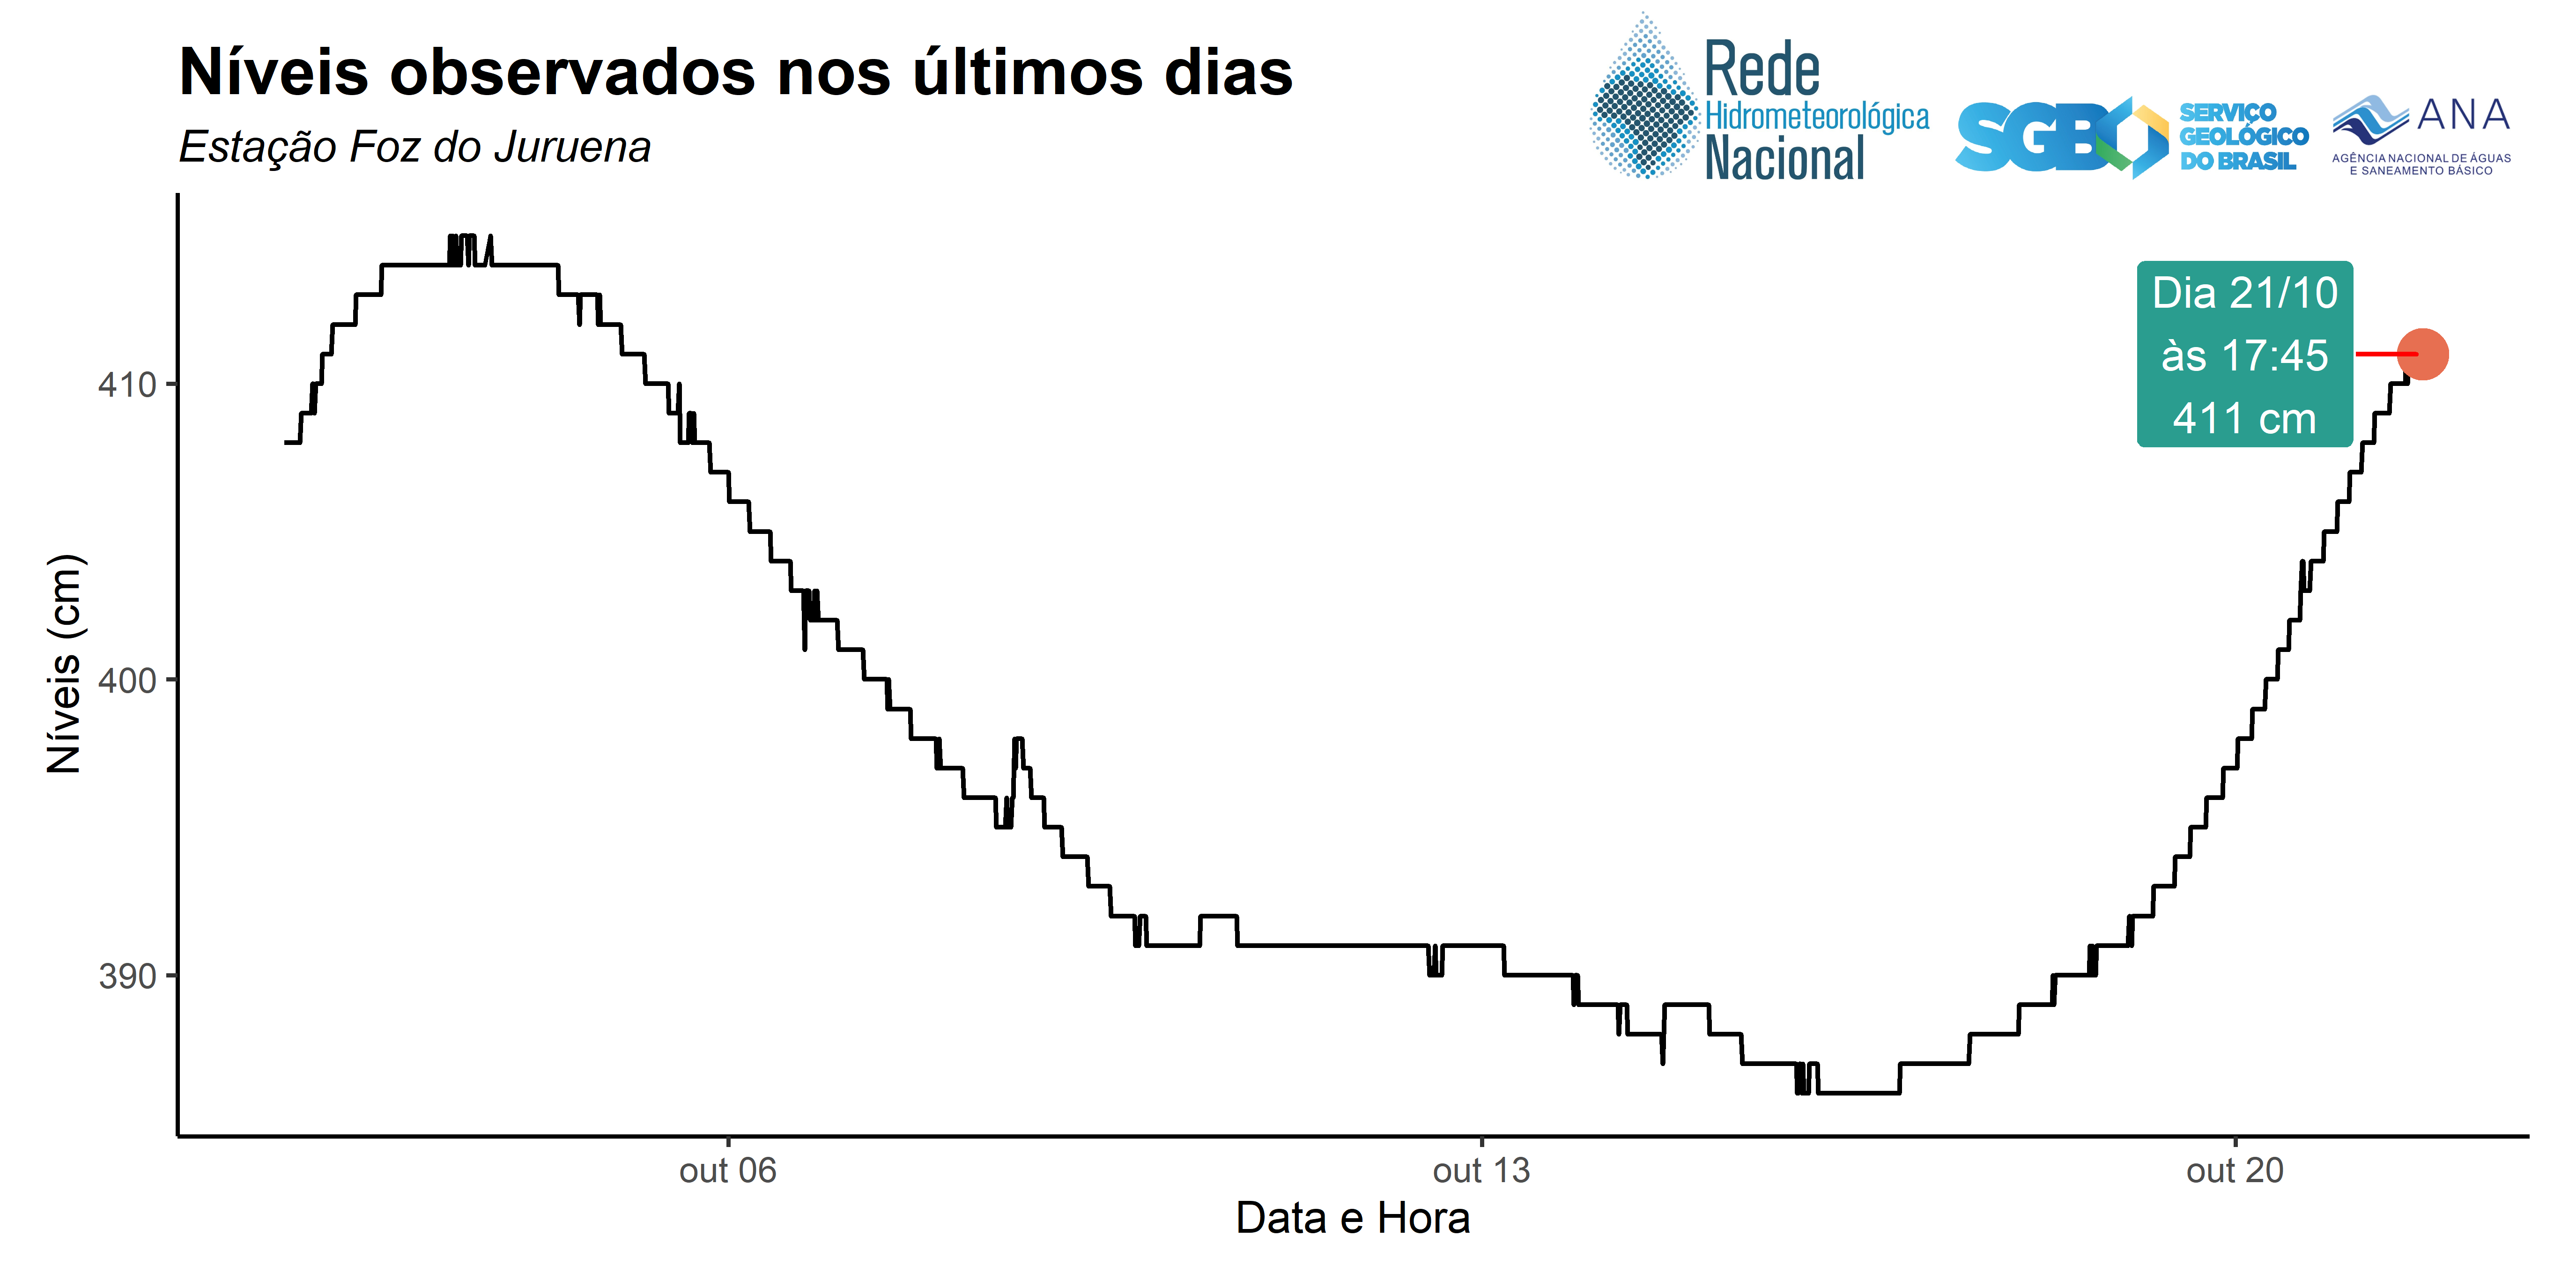 Níveis observados nos últimos dias
Estação Foz do Juruena
Rede
Hidrometeorológica
Nacional
SGB
SERVIÇO
GEOLÓGICO
DO BRASIL
ANA
AGÊNCIA NACIONAL DE ÁGUAS
E SANEAMENTO BÁSICO
Dia 21/10
às 17:45
411 cm
410
400
390
Níveis (cm)
out 06
out 13
out 20
Data e Hora